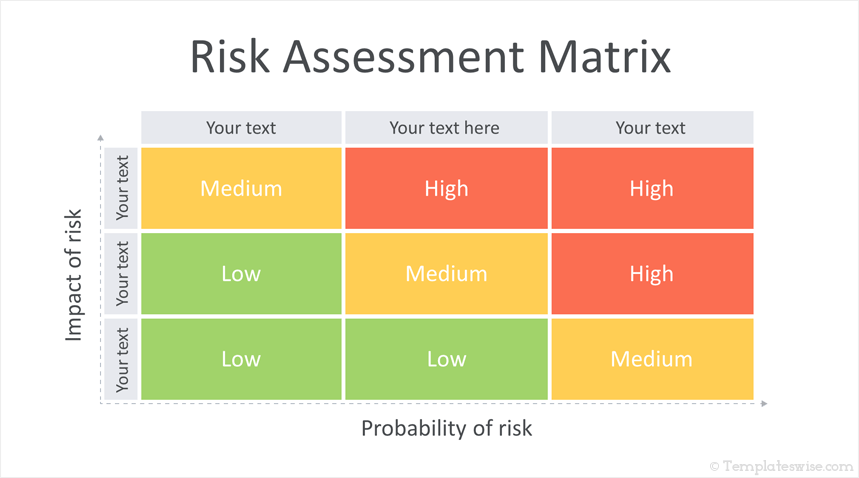 Risk Assessment Matrix
Your text
Your text here
Your text
Impact of risk
Your text
Medium
High
High
Your text
Low
Medium
High
Your text
Low
Low
Medium
Probability of risk
© Templateswise.com